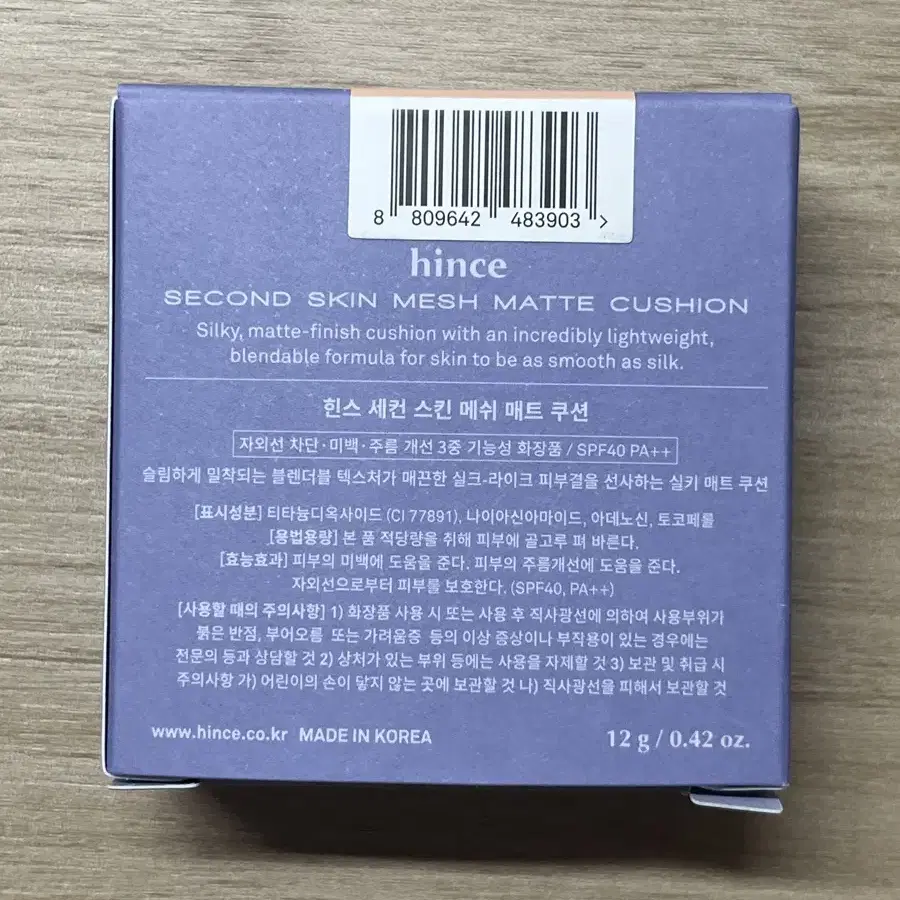 8 809642 483903 >
hince
SECOND SKIN MESH MATTE CUSHION
Silky, matte-finish cushion with an incredibly lightweight,
blendable formula for skin to be as smooth as silk.
힌스 세컨 스킨 메쉬 매트 쿠션
자외선 차단·미백·주름 개선 3중 기능성 화장품 / SPF40 PA++
슬림하게 밀착되는 블렌더블 텍스처가 매끈한 실크-라이크 피부결을 선사하는 실키 매트 쿠션
[표시성분] 티타늄디옥사이드 (CI 77891), 나이아신아마이드, 아데노신, 토코페롤
[용법용량] 본 품 적당량을 취해 피부에 골고루 펴 바른다.
[효능효과] 피부의 미백에 도움을 준다. 피부의 주름개선에 도움을 준다.
자외선으로부터 피부를 보호한다. (SPF40, PA++)
[사용할 때의 주의사항] 1) 화장품 사용 시 또는 사용 후 직사광선에 의하여 사용부위가
붉은 반점, 부어오름 또는 가려움증 등의 이상 증상이나 부작용이 있는 경우에는
전문의 등과 상담할 것 2) 상처가 있는 부위 등에는 사용을 자제할 것 3) 보관 및 취급 시
주의사항 가) 어린이의 손이 닿지 않는 곳에 보관할 것 나) 직사광선을 피해서 보관할 것
www.hince.co.kr MADE IN KOREA
12 g / 0.42 oz.